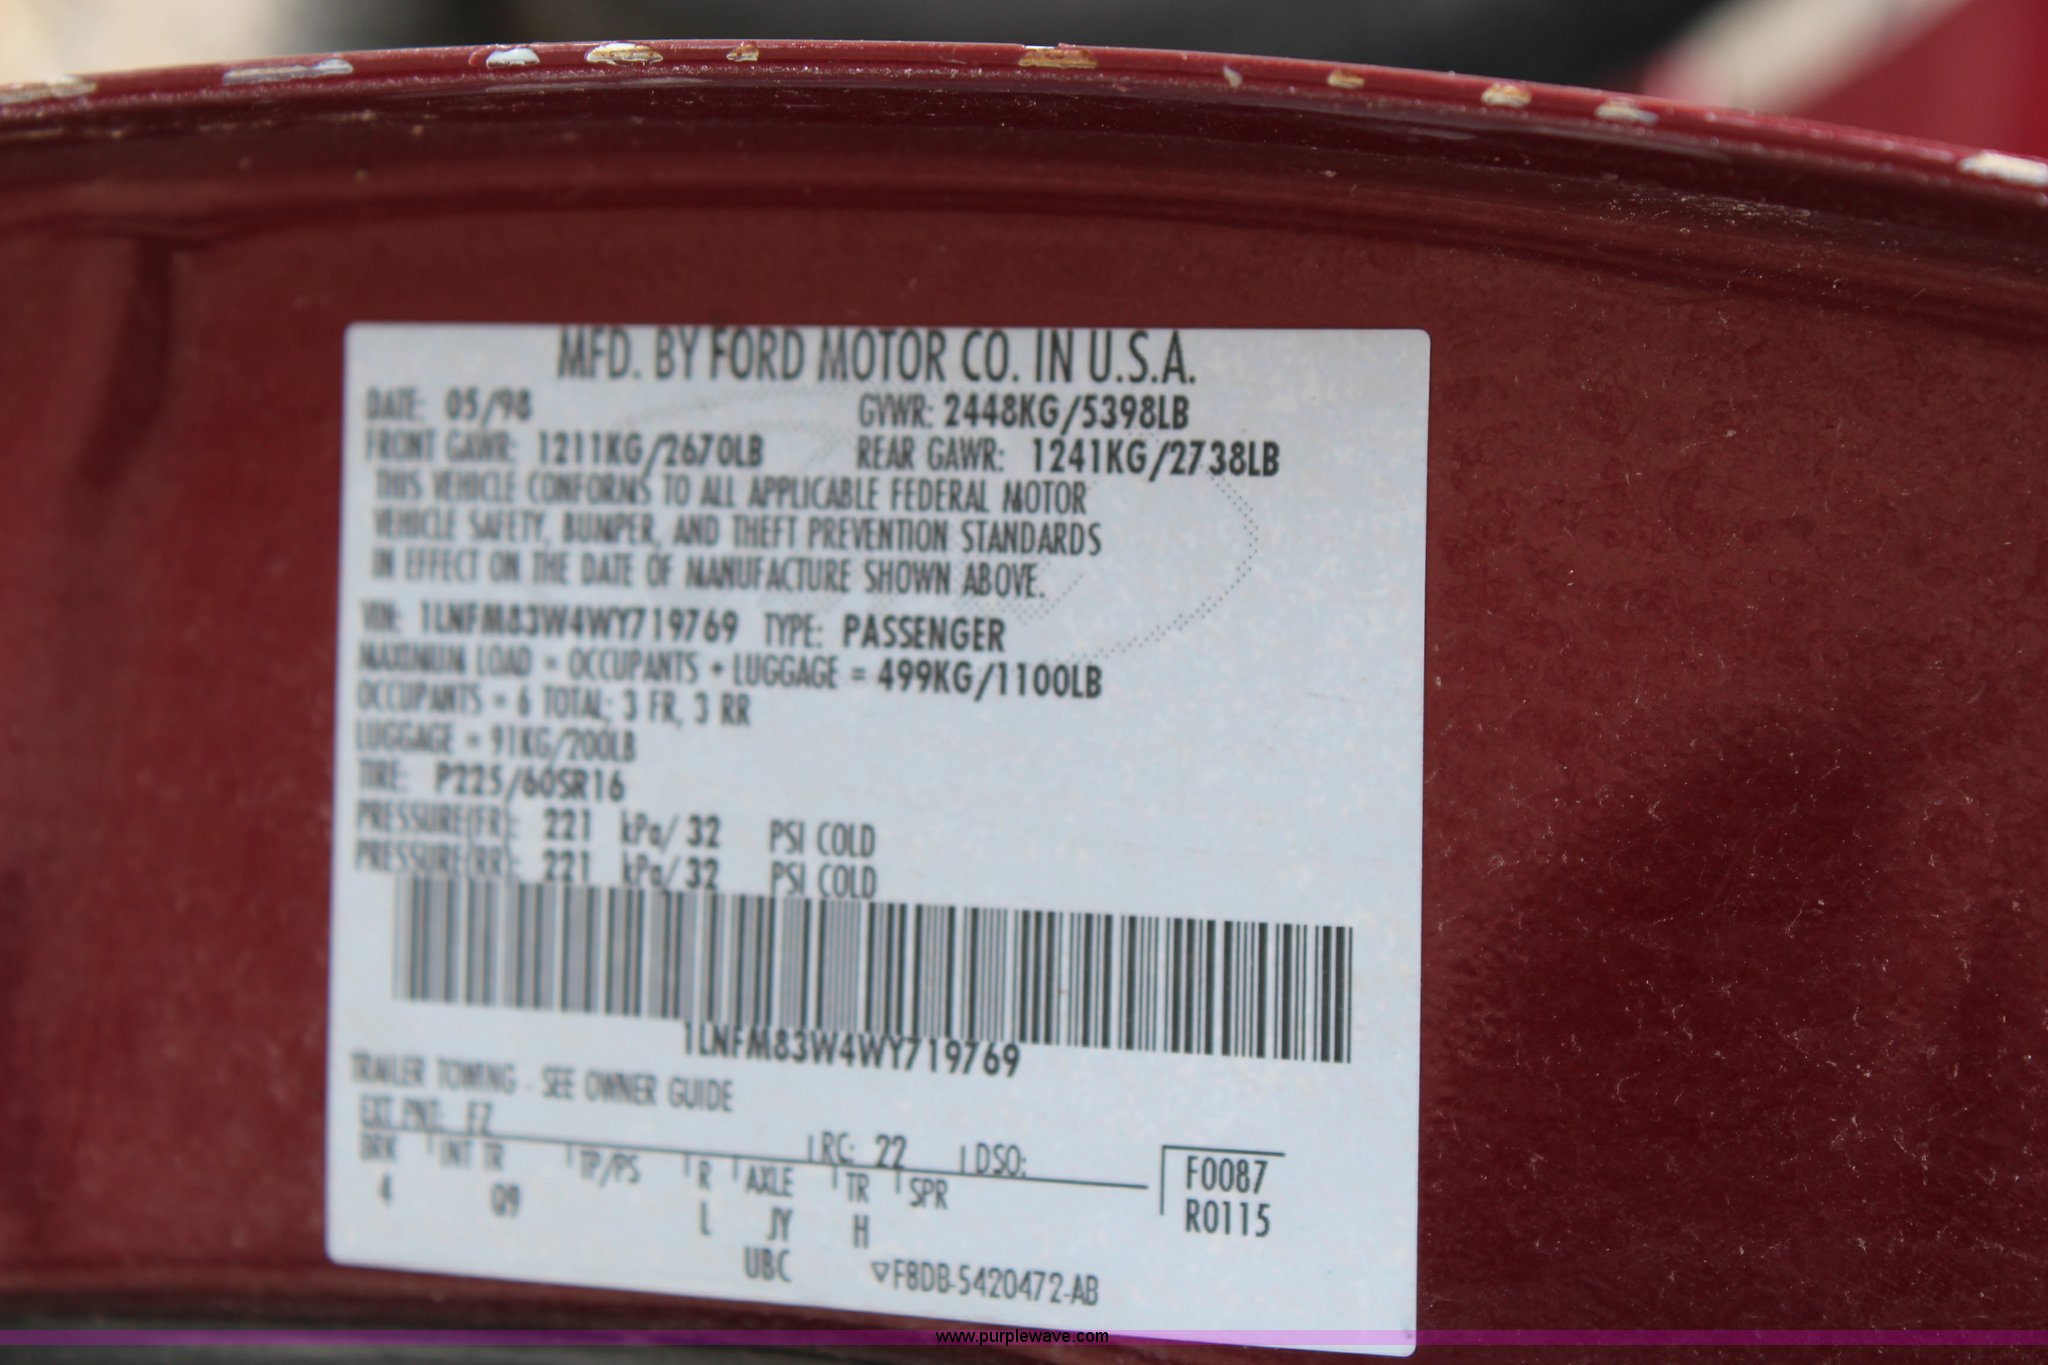 MFD. BY FORD MOTOR CO. IN U.S.A.
DATE: 05/98 GVWR: 2448KG/5398LB
FRONT GAWR: 1211KG/2670LB REAR GAWR: 1241KG/2738LB
THIS VEHICLE CONFORMS TO ALL APPLICABLE FEDERAL MOTOR
VEHICLE SAFETY, BUMPER, AND THEFT PREVENTION STANDARDS
IN EFFECT ON THE DATE OF MANUFACTURE SHOWN ABOVE.
VIN: 1LNFM83W4WY719769 TYPE: PASSENGER
MAXIMUM LOAD = OCCUPANTS + LUGGAGE = 499KG/1100LB
OCCUPANTS = 6 TOTAL; 3 FR, 3 RR
LUGGAGE = 91KG/200LB
TIRE: P225/60SR16
PRESSURE(FR): 221 kPa/ 32 PSI COLD
PRESSURE(RR): 221 kPa/ 32 PSI COLD
1LNFM83W4WY719769
TRAILER TOWING - SEE OWNER GUIDE
EXT PNT: FZ RC: 22 DSO:
BRK INT TR TP/PS R AXLE TR SPR
4 Q9 L JY H
UBC
F0087
R0115
▽F8DB-5420472-AB
www.purplewave.com